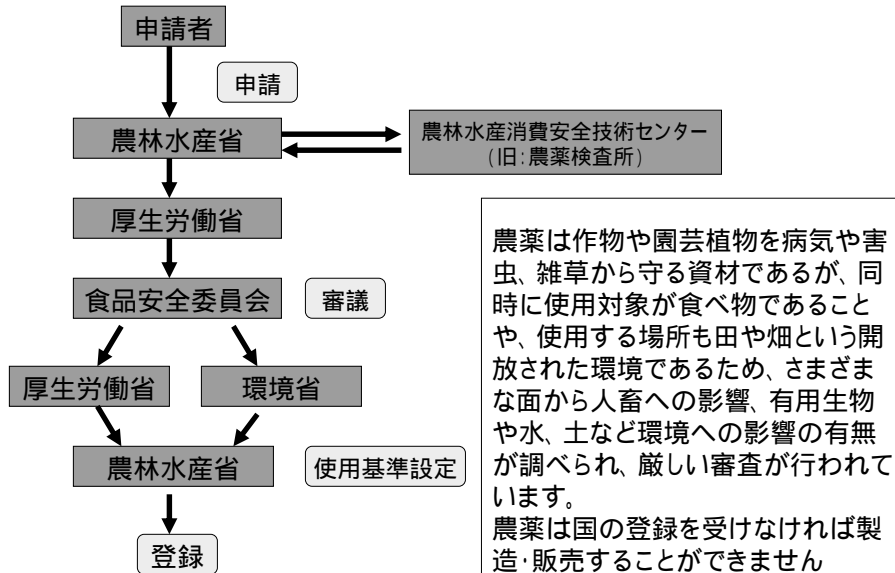 申請者
申請
農林水産省
農林水産消費安全技術センター
(旧:農薬検査所)
厚生労働省
食品安全委員会
審議
厚生労働省
環境省
農林水産省
使用基準設定
登録
農薬は作物や園芸植物を病気や害
虫、雑草から守る資材であるが、同
時に使用対象が食べ物であること
や、使用する場所も田や畑という開
放された環境であるため、さまざま
な面から人畜への影響、有用生物
や水、土など環境への影響の有無
が調べられ、厳しい審査が行われて
います。
農薬は国の登録を受けなければ製
造・販売することができません